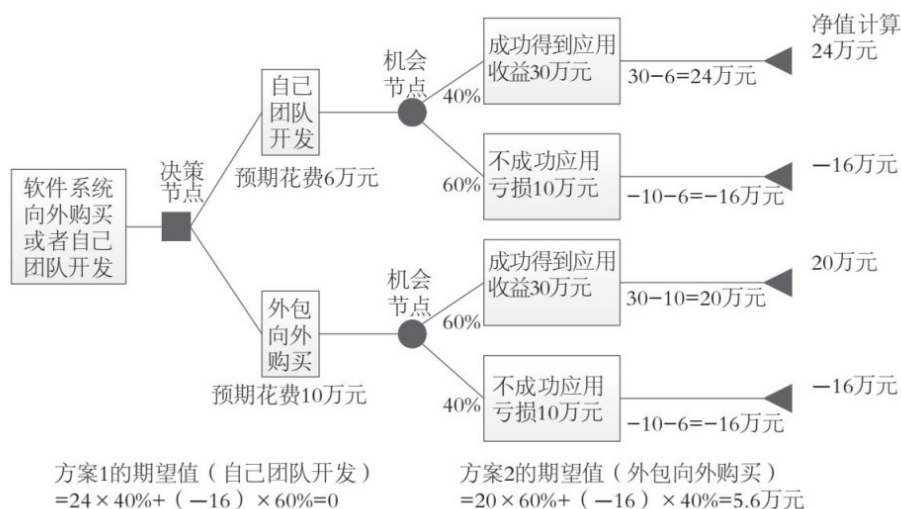 软件系统
向外购买
或者自己
团队开发
决策
节点
自己
团队
开发
预期花费6万元
机会
节点
40%
60%
成功得到应用
收益30万元
30−6=24万元
净值计算
24万元
不成功应用
亏损10万元
−10−6=−16万元
−16万元
外包
向外
购买
预期花费10万元
机会
节点
60%
40%
成功得到应用
收益30万元
30−10=20万元
20万元
不成功应用
亏损10万元
−10−6=−16万元
−16万元
方案1的期望值（自己团队开发）
=24×40%+（−16）×60%=0
方案2的期望值（外包向外购买）
=20×60%+（−16）×40%=5.6万元